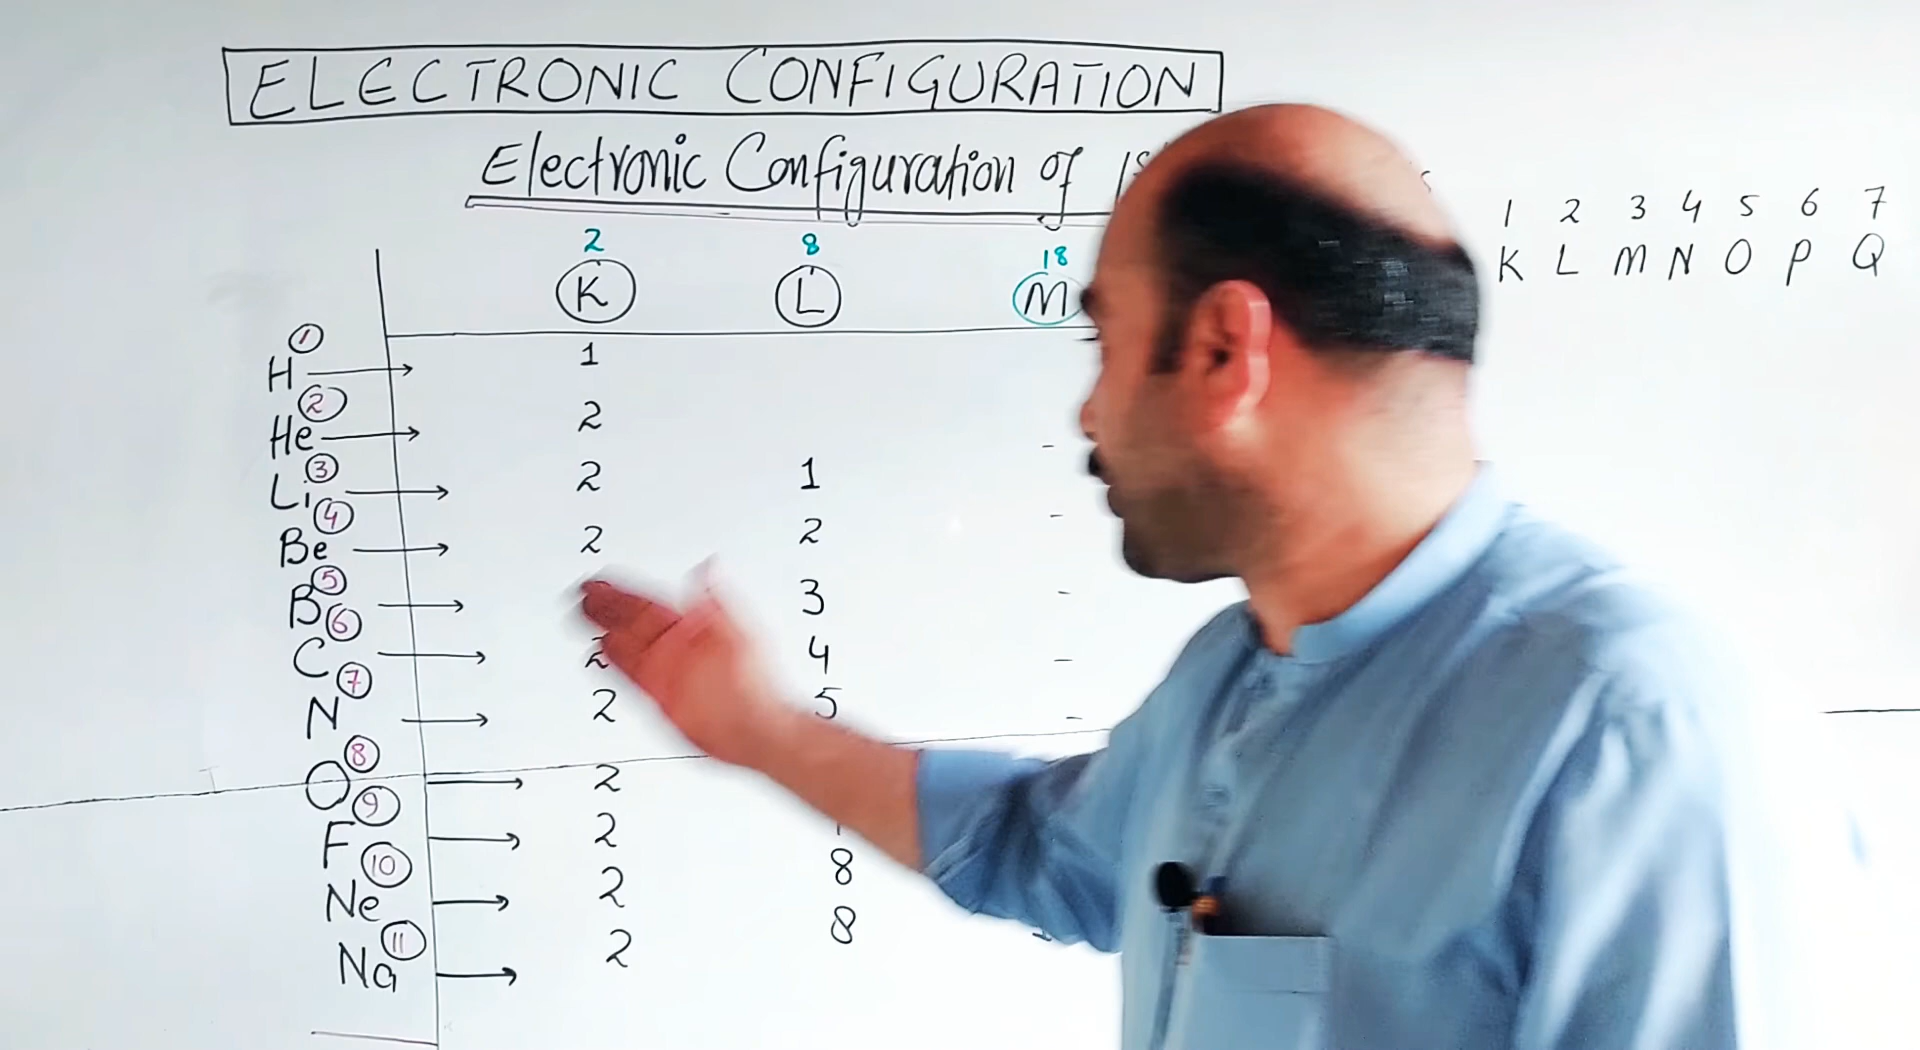 ELECTRONIC CONFIGURATION
Electronic Configuration of
1 2 3 4 5 6 7
K L M N O P Q
2 8 18
K L M
H 1 1
He 2 2
Li 3 2 1
Be 4 2 2
B 5 3
C 6 2 4
N 7 2 5
O 8 2
F 9 2
Ne 10 2 8
Na 11 2 8